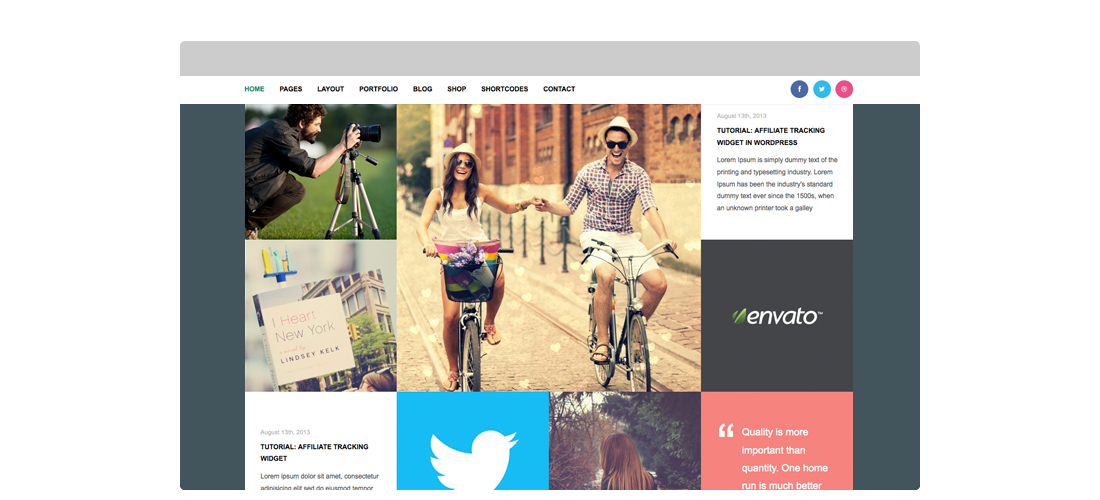 HOME PAGES LAYOUT PORTFOLIO BLOG SHOP SHORTCODES CONTACT
August 13th, 2013
TUTORIAL: AFFILIATE TRACKING
WIDGET IN WORDPRESS
Lorem Ipsum is simply dummy text of the
printing and typesetting industry. Lorem
Ipsum has been the industry's standard
dummy text ever since the 1500s, when
an unknown printer took a galley
I Heart
New York
a novel by
LINDSEY KELK
envato™
August 13th, 2013
TUTORIAL: AFFILIATE TRACKING
WIDGET
Lorem ipsum dolor sit amet, consectetur
adipisicing elit sed do eiusmod tempor
“ Quality is more
important than
quantity. One home
run is much better